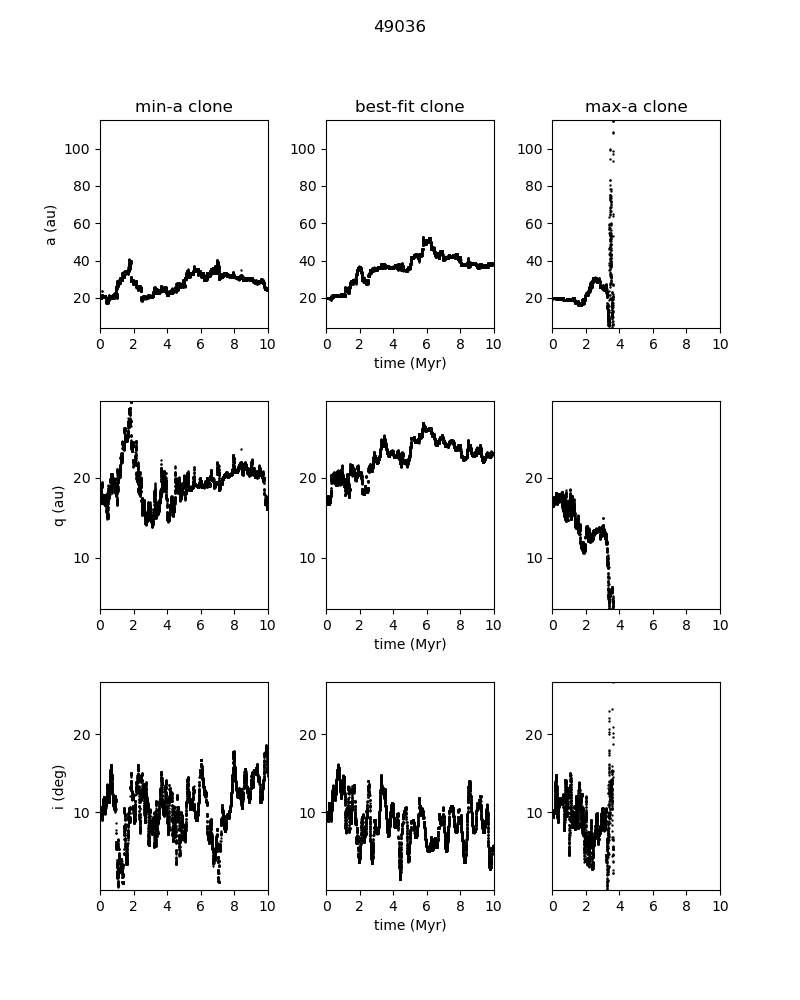 49036
min-a clone best-fit clone max-a clone
100 100 100
80 80 80
a (au) 60 60 60
40 40 40
20 20 20
0 2 4 6 8 10 0 2 4 6 8 10 0 2 4 6 8 10
time (Myr)
q (au) 20 20 20
10 10 10
0 2 4 6 8 10 0 2 4 6 8 10 0 2 4 6 8 10
time (Myr)
20 20 20
i (deg) 10 10 10
0 2 4 6 8 10 0 2 4 6 8 10 0 2 4 6 8 10
time (Myr)